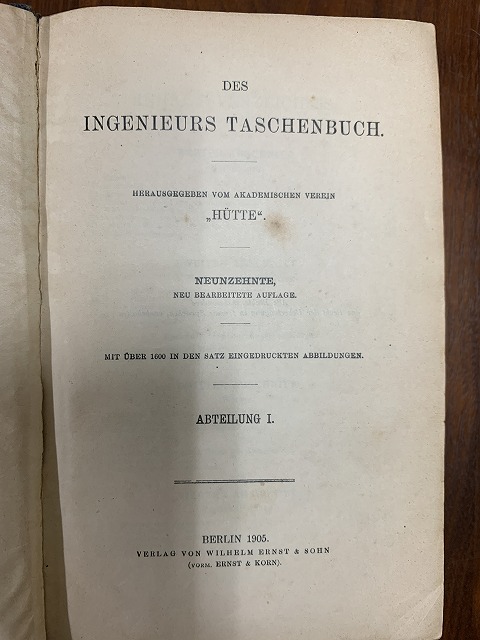 DES
INGENIEURS TASCHENBUCH.
HERAUSGEGEBEN VOM AKADEMISCHEN VEREIN
„HÜTTE“.
NEUNZEHNTE,
NEU BEARBEITETE AUFLAGE.
MIT ÜBER 1600 IN DEN SATZ EINGEDRUCKTEN ABBILDUNGEN.
ABTEILUNG I.
BERLIN 1905.
VERLAG VON WILHELM ERNST & SOHN
(VORM. ERNST & KORN).